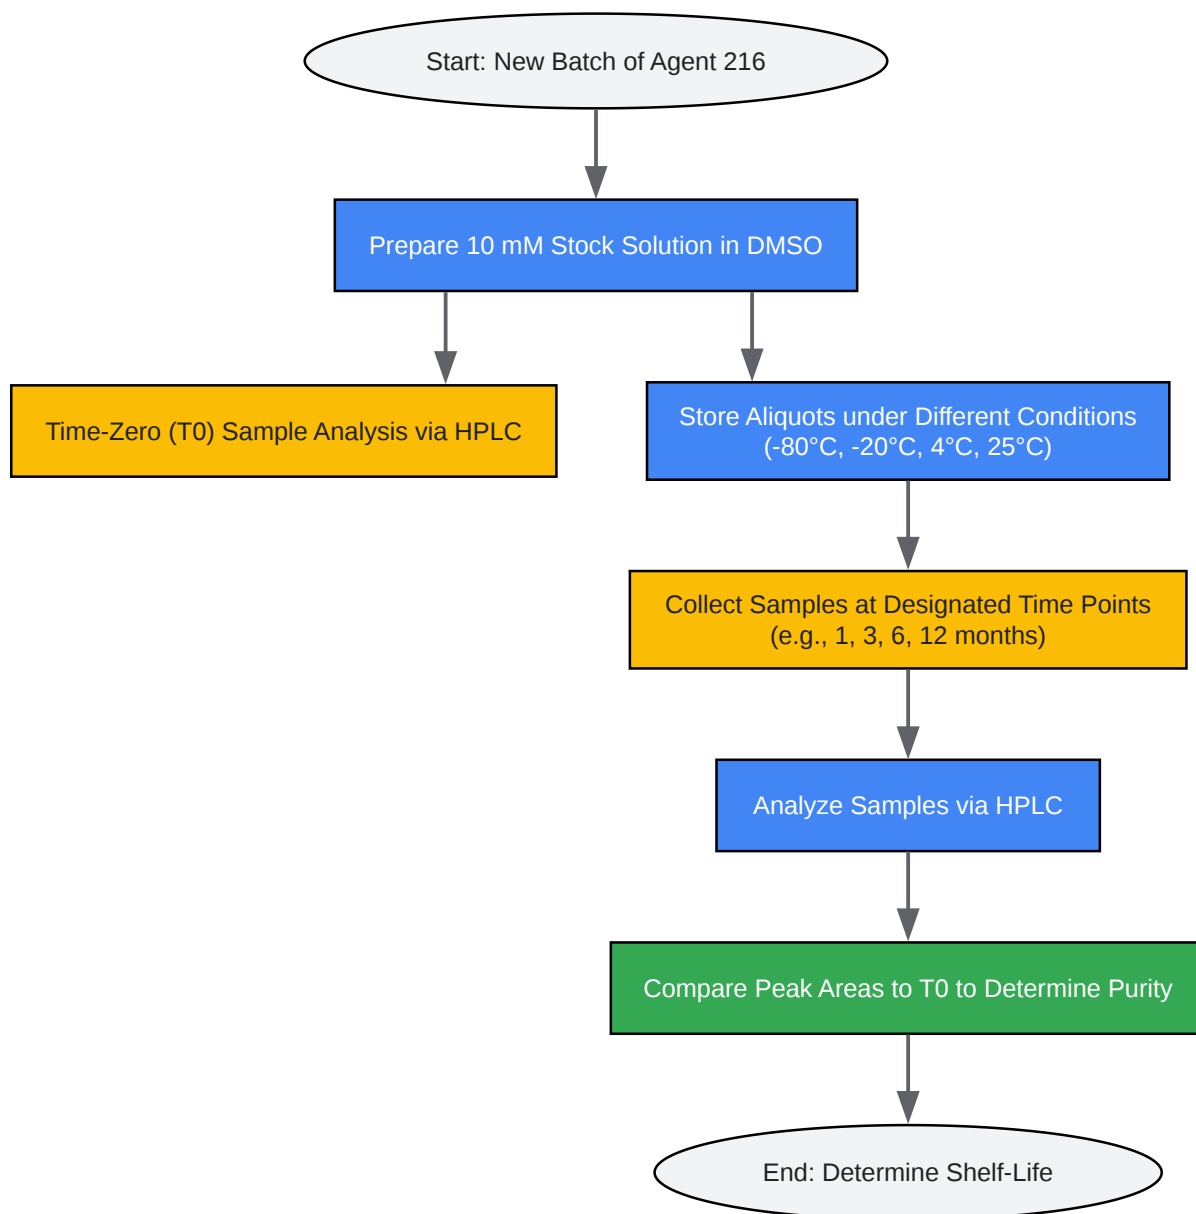 Start: New Batch of Agent 216
Prepare 10 mM Stock Solution in DMSO
Time-Zero (T0) Sample Analysis via HPLC
Store Aliquots under Different Conditions
(-80°C, -20°C, 4°C, 25°C)
Collect Samples at Designated Time Points
(e.g., 1, 3, 6, 12 months)
Analyze Samples via HPLC
Compare Peak Areas to T0 to Determine Purity
End: Determine Shelf-Life